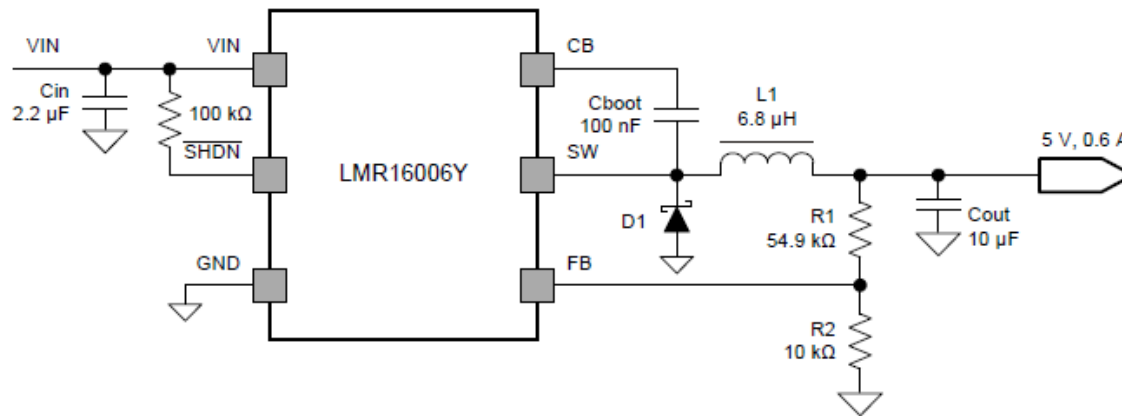 VIN
VIN
Cin
2.2 µF
100 kΩ
SHDN
GND
LMR16006Y
CB
Cboot
100 nF
L1
6.8 µH
SW
D1
5 V, 0.6 A
R1
54.9 kΩ
Cout
10 µF
FB
R2
10 kΩ